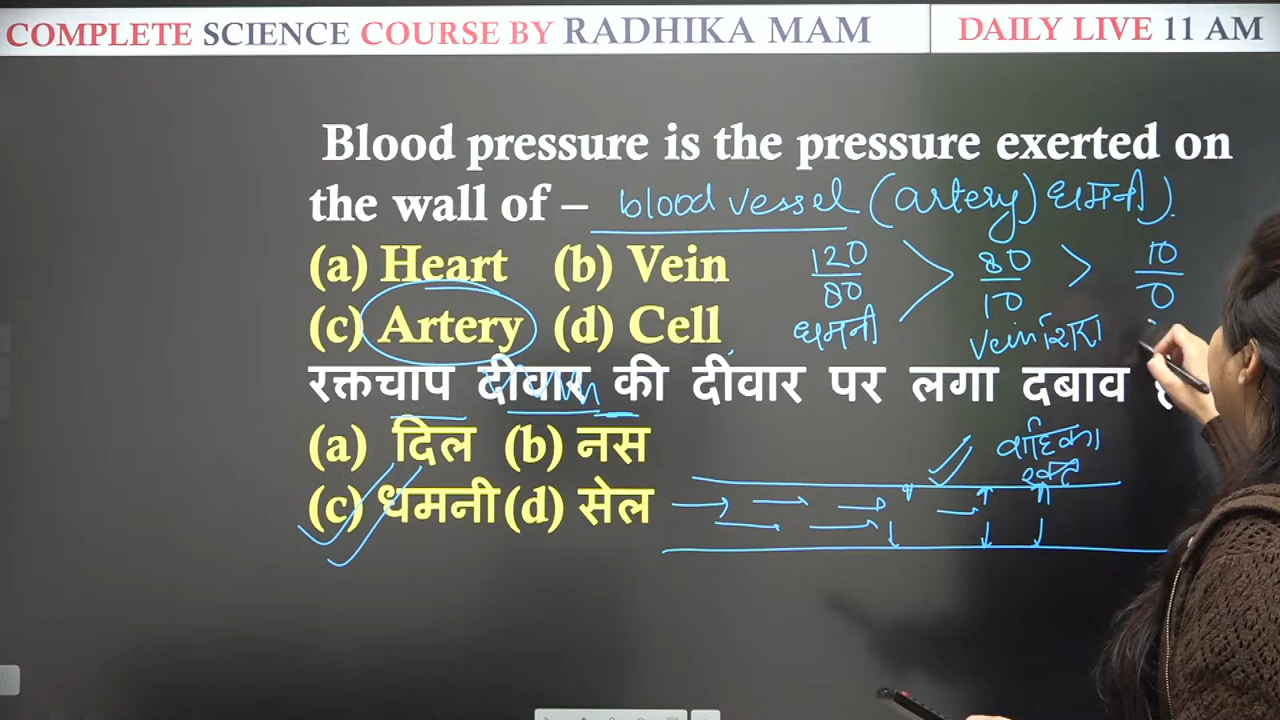 COMPLETE SCIENCE COURSE BY RADHIKA MAM
DAILY LIVE 11 AM
Blood pressure is the pressure exerted on
the wall of – blood vessel (artery) धमनी).
(a) Heart (b) Vein
(c) Artery (d) Cell
120
80
धमनी
>
80
10
vein शिरा
>
10
0
रक्तचाप दीवार की दीवार पर लगा दबाव
(a) दिल (b) नस
(c) धमनी (d) सेल
वाहिका